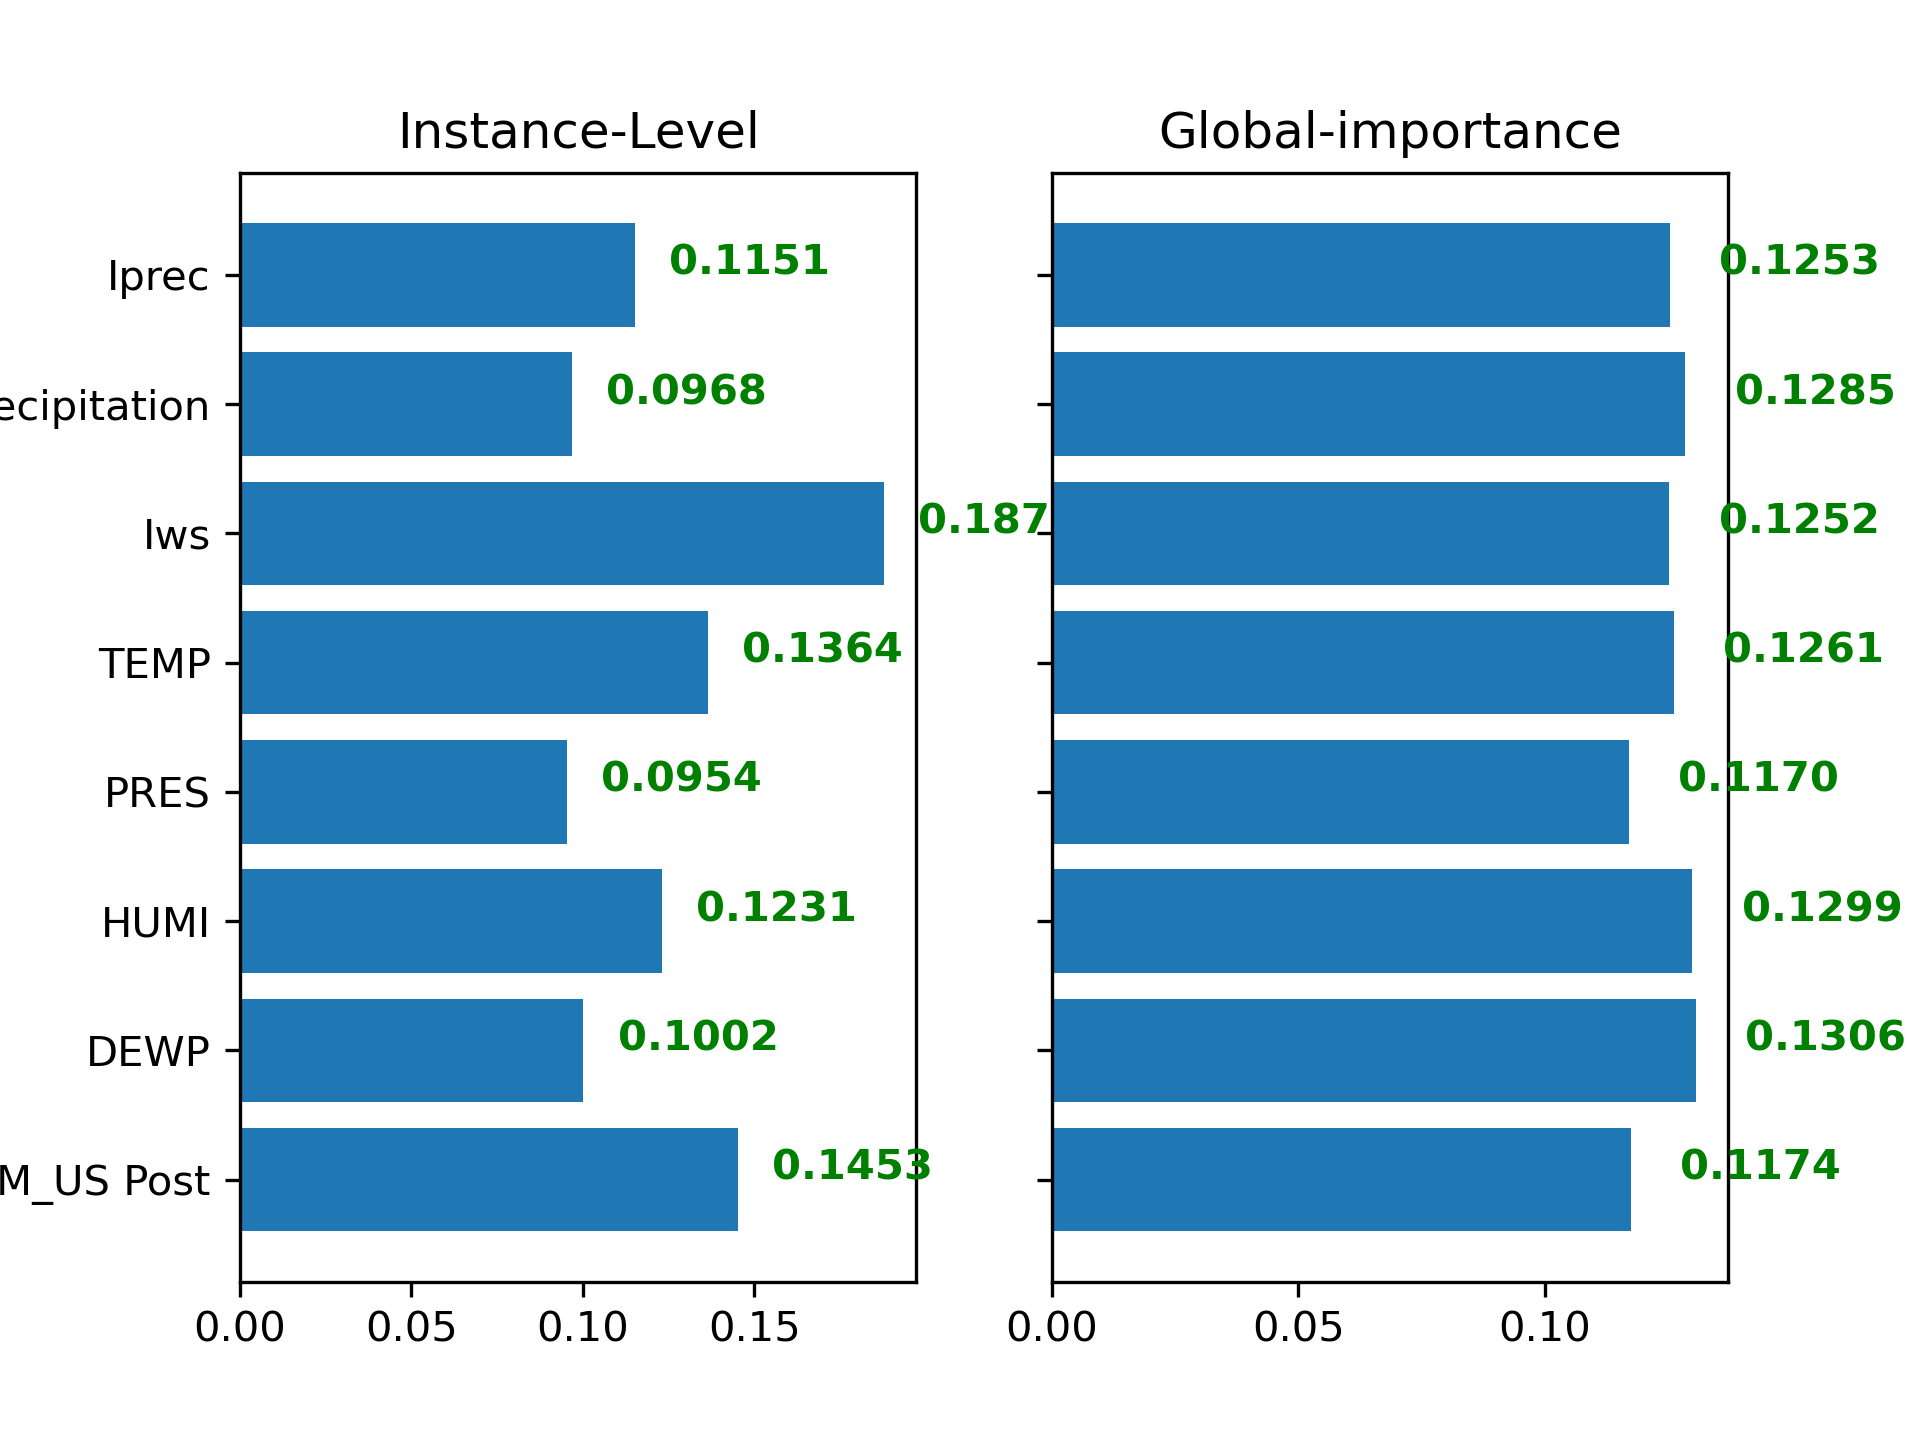 Instance-Level
Iprec 0.1151
ecipitation 0.0968
Iws 0.187
TEMP 0.1364
PRES 0.0954
HUMI 0.1231
DEWP 0.1002
M_US Post 0.1453
0.00 0.05 0.10 0.15
Global-importance
0.1253
0.1285
0.1252
0.1261
0.1170
0.1299
0.1306
0.1174
0.00 0.05 0.10